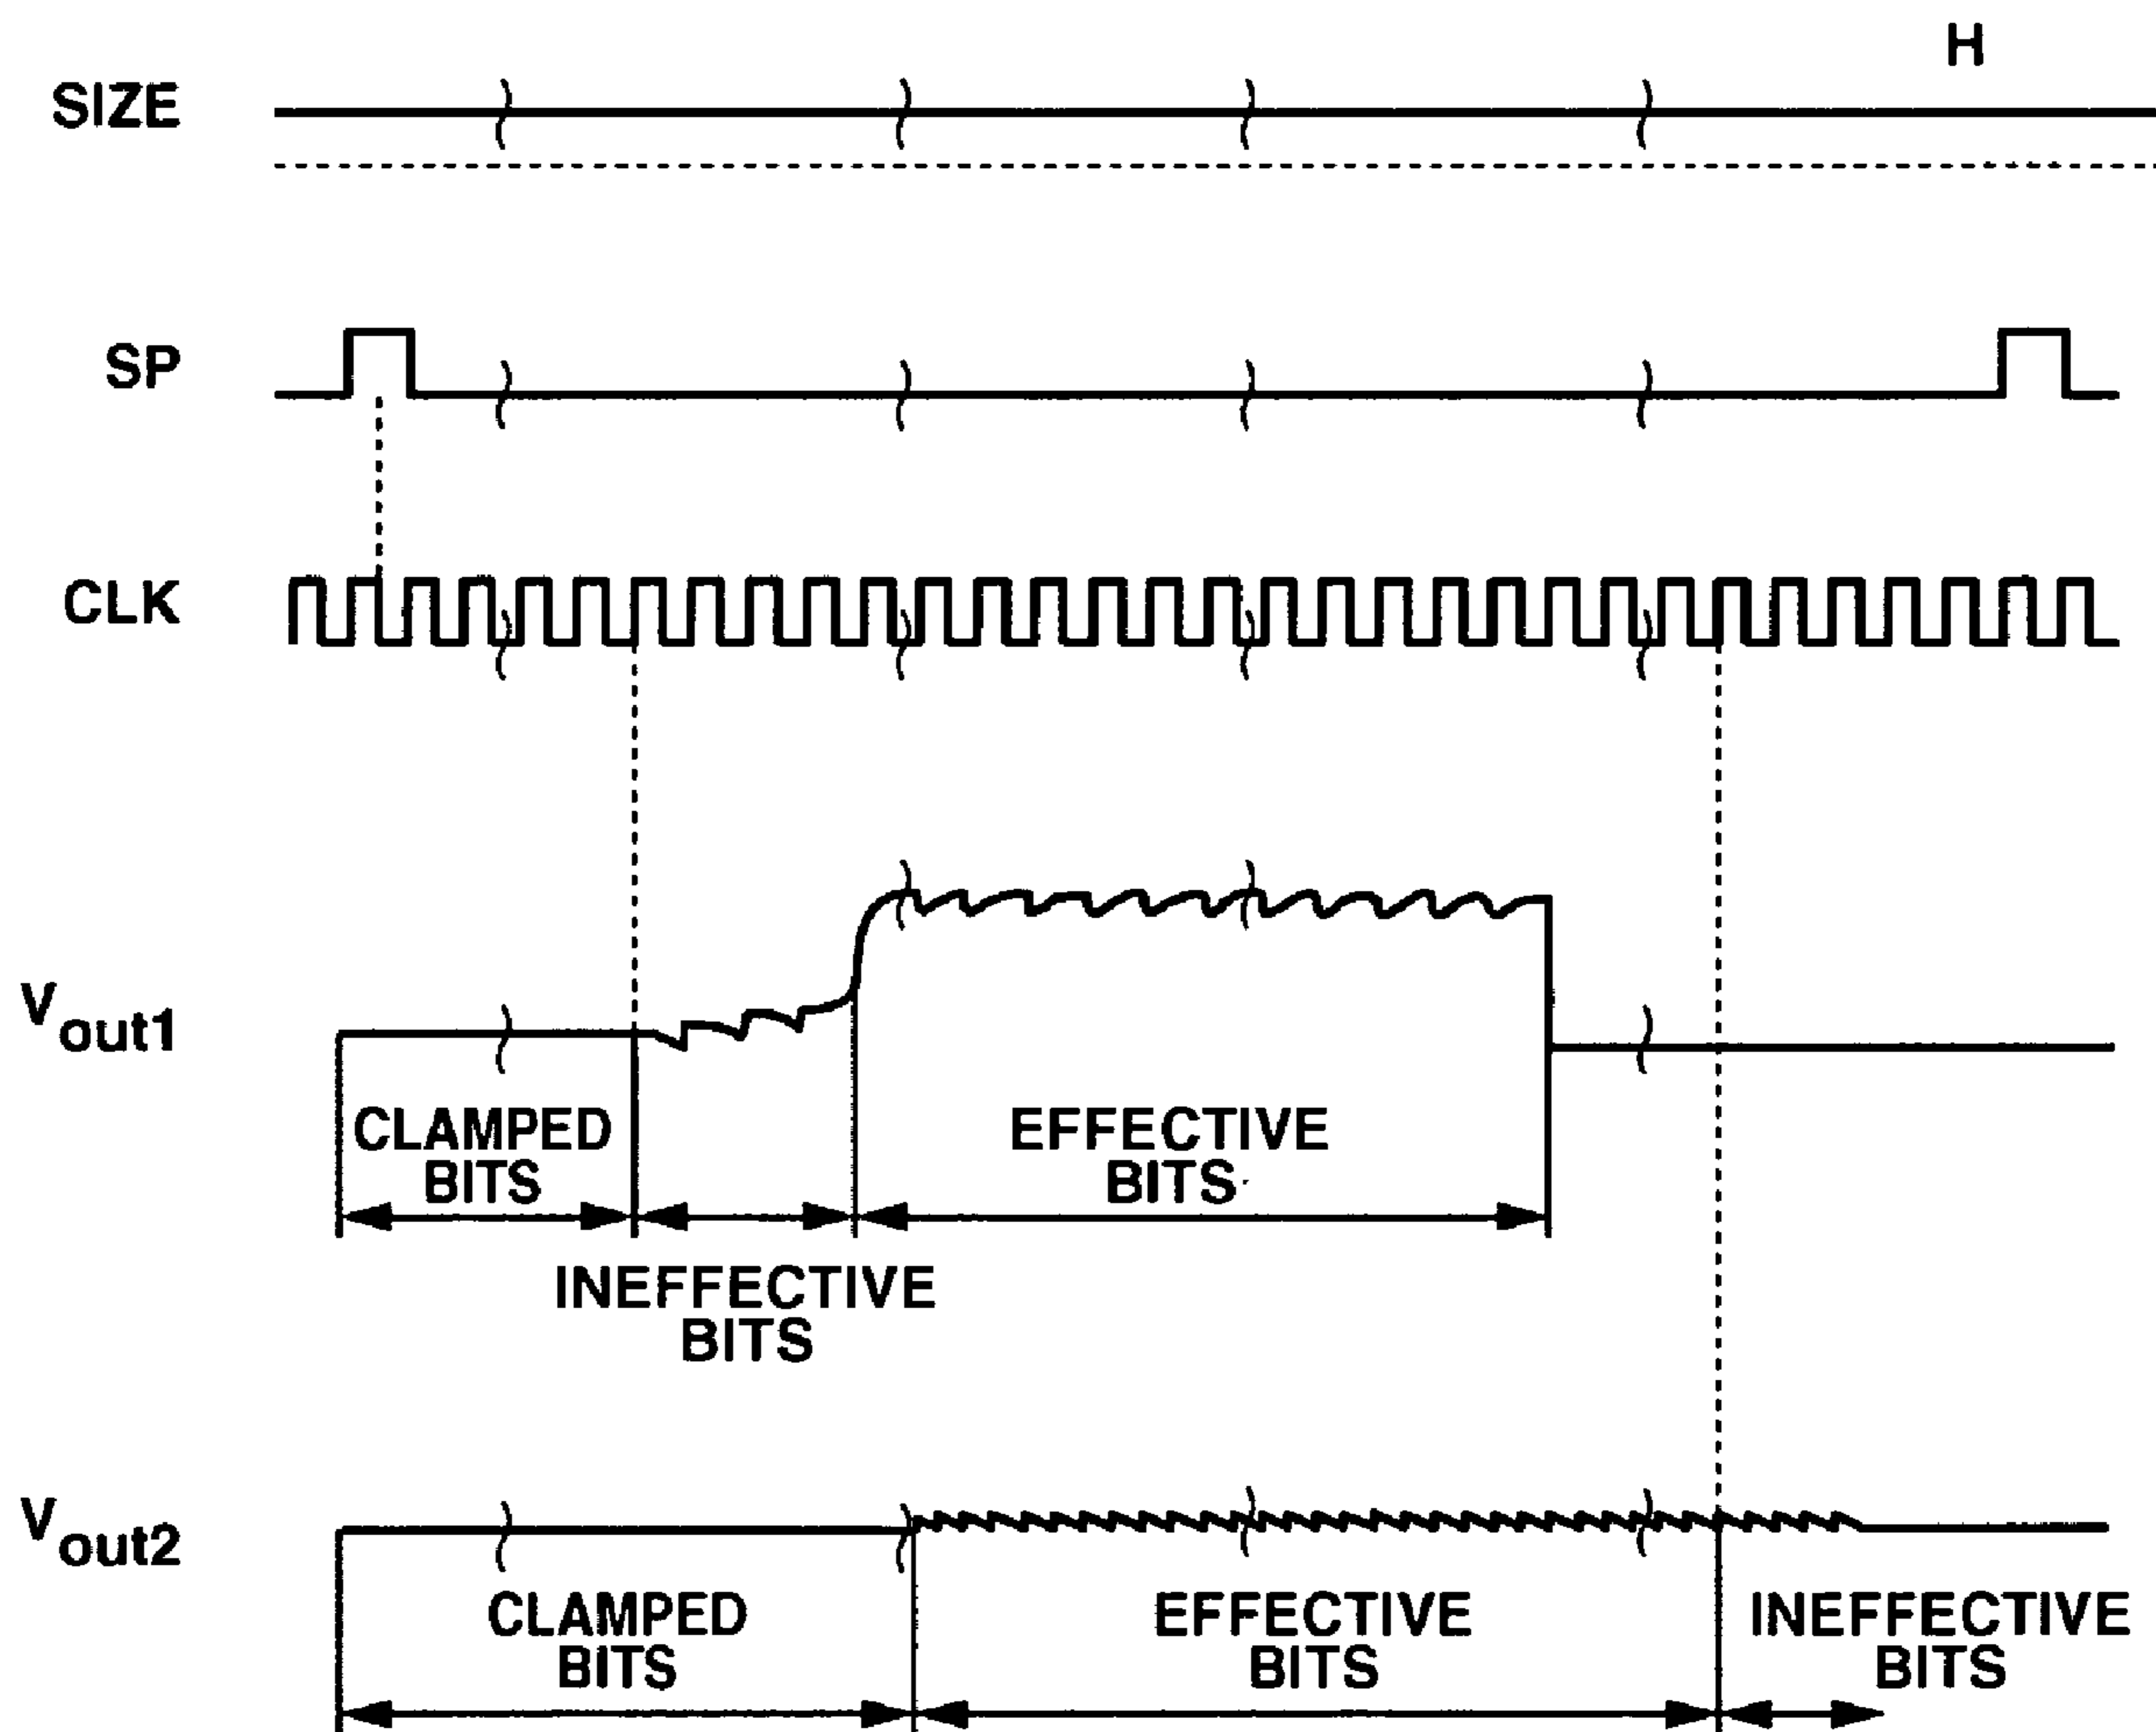 H
SIZE
SP
CLK
Vout1
CLAMPED
BITS
EFFECTIVE
BITS
INEFFECTIVE
BITS
Vout2
CLAMPED
BITS
EFFECTIVE
BITS
INEFFECTIVE
BITS